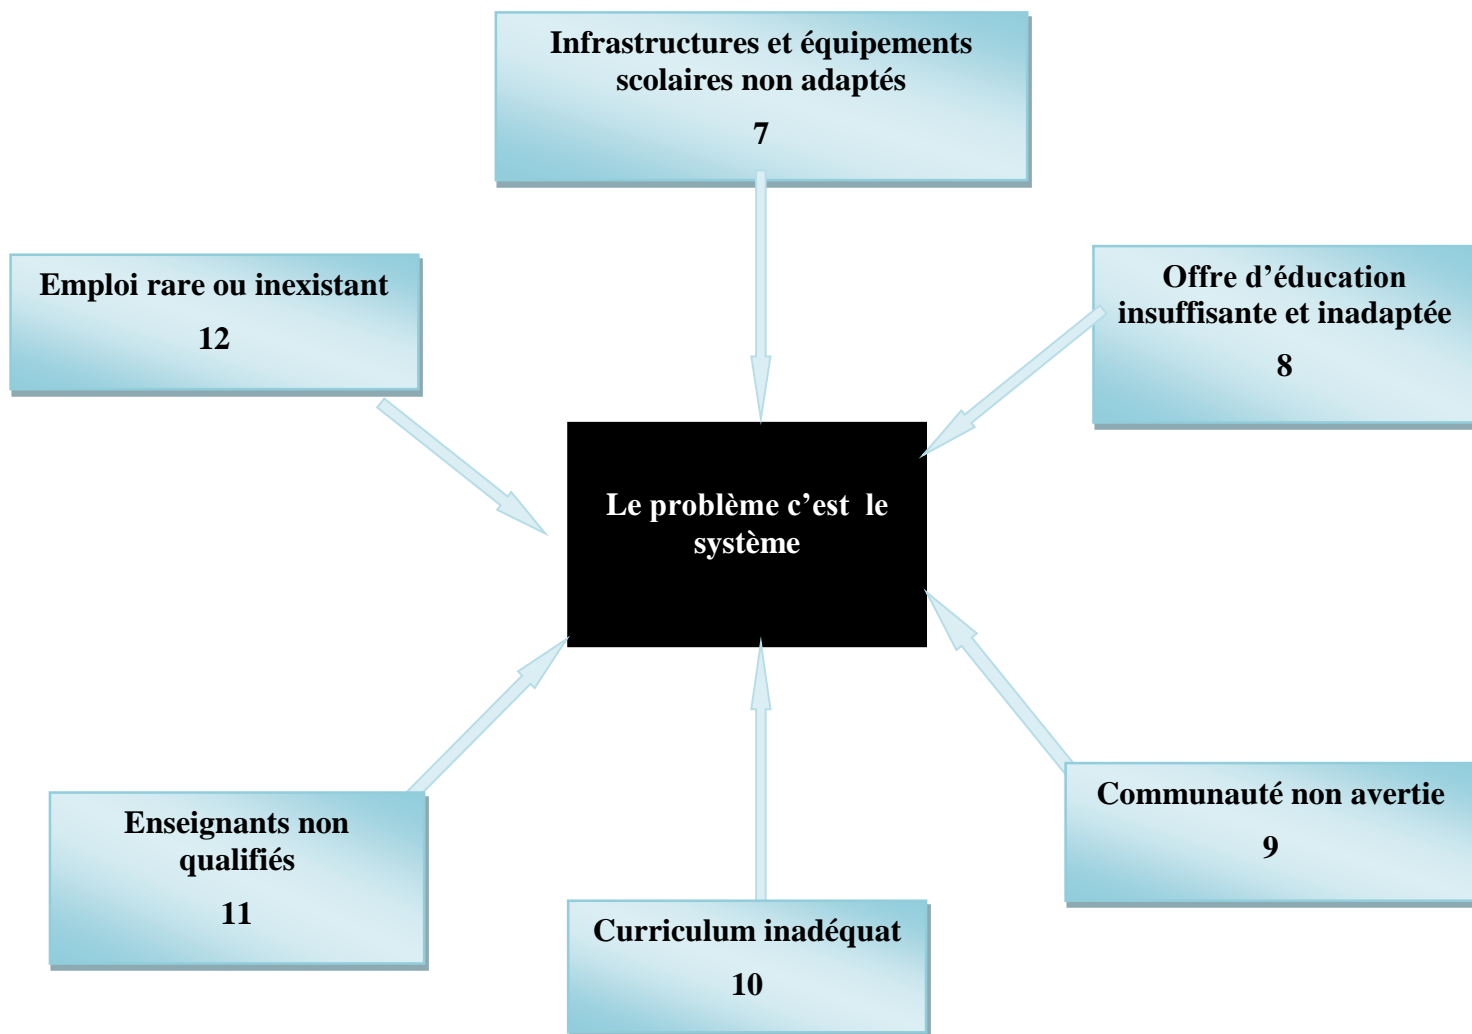 Infrastructures et équipements
scolaires non adaptés
7
Emploi rare ou inexistant
12
Offre d’éducation
insuffisante et inadaptée
8
Le problème c’est  le
système
Communauté non avertie
9
Enseignants non
qualifiés
11
Curriculum inadéquat
10